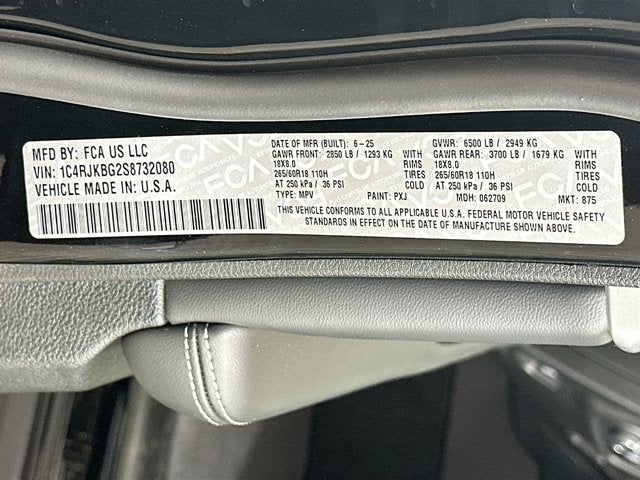 MFD BY: FCA US LLC
VIN: 1C4RJKBG2S8732080
VEHICLE MADE IN U.S.A.
DATE OF MFR (BUILT): 6-25 GVWR: 6500 LB / 2949 KG
GAWR FRONT: 2850 LB / 1293 KG GAWR REAR: 3700 LB / 1679 KG
18X8.0 RIMS 18X8.0 RIMS
265/60R18 110H TIRES 265/60R18 110H TIRES
AT 250 kPa / 36 PSI COLD AT 250 kPa / 36 PSI COLD
TYPE: MPV PAINT: PXJ MDH: 062709 MKT: 875
THIS VEHICLE CONFORMS TO ALL APPLICABLE U.S.A. FEDERAL MOTOR VEHICLE SAFETY
STANDARDS IN EFFECT ON THE DATE OF MANUFACTURE SHOWN ABOVE.